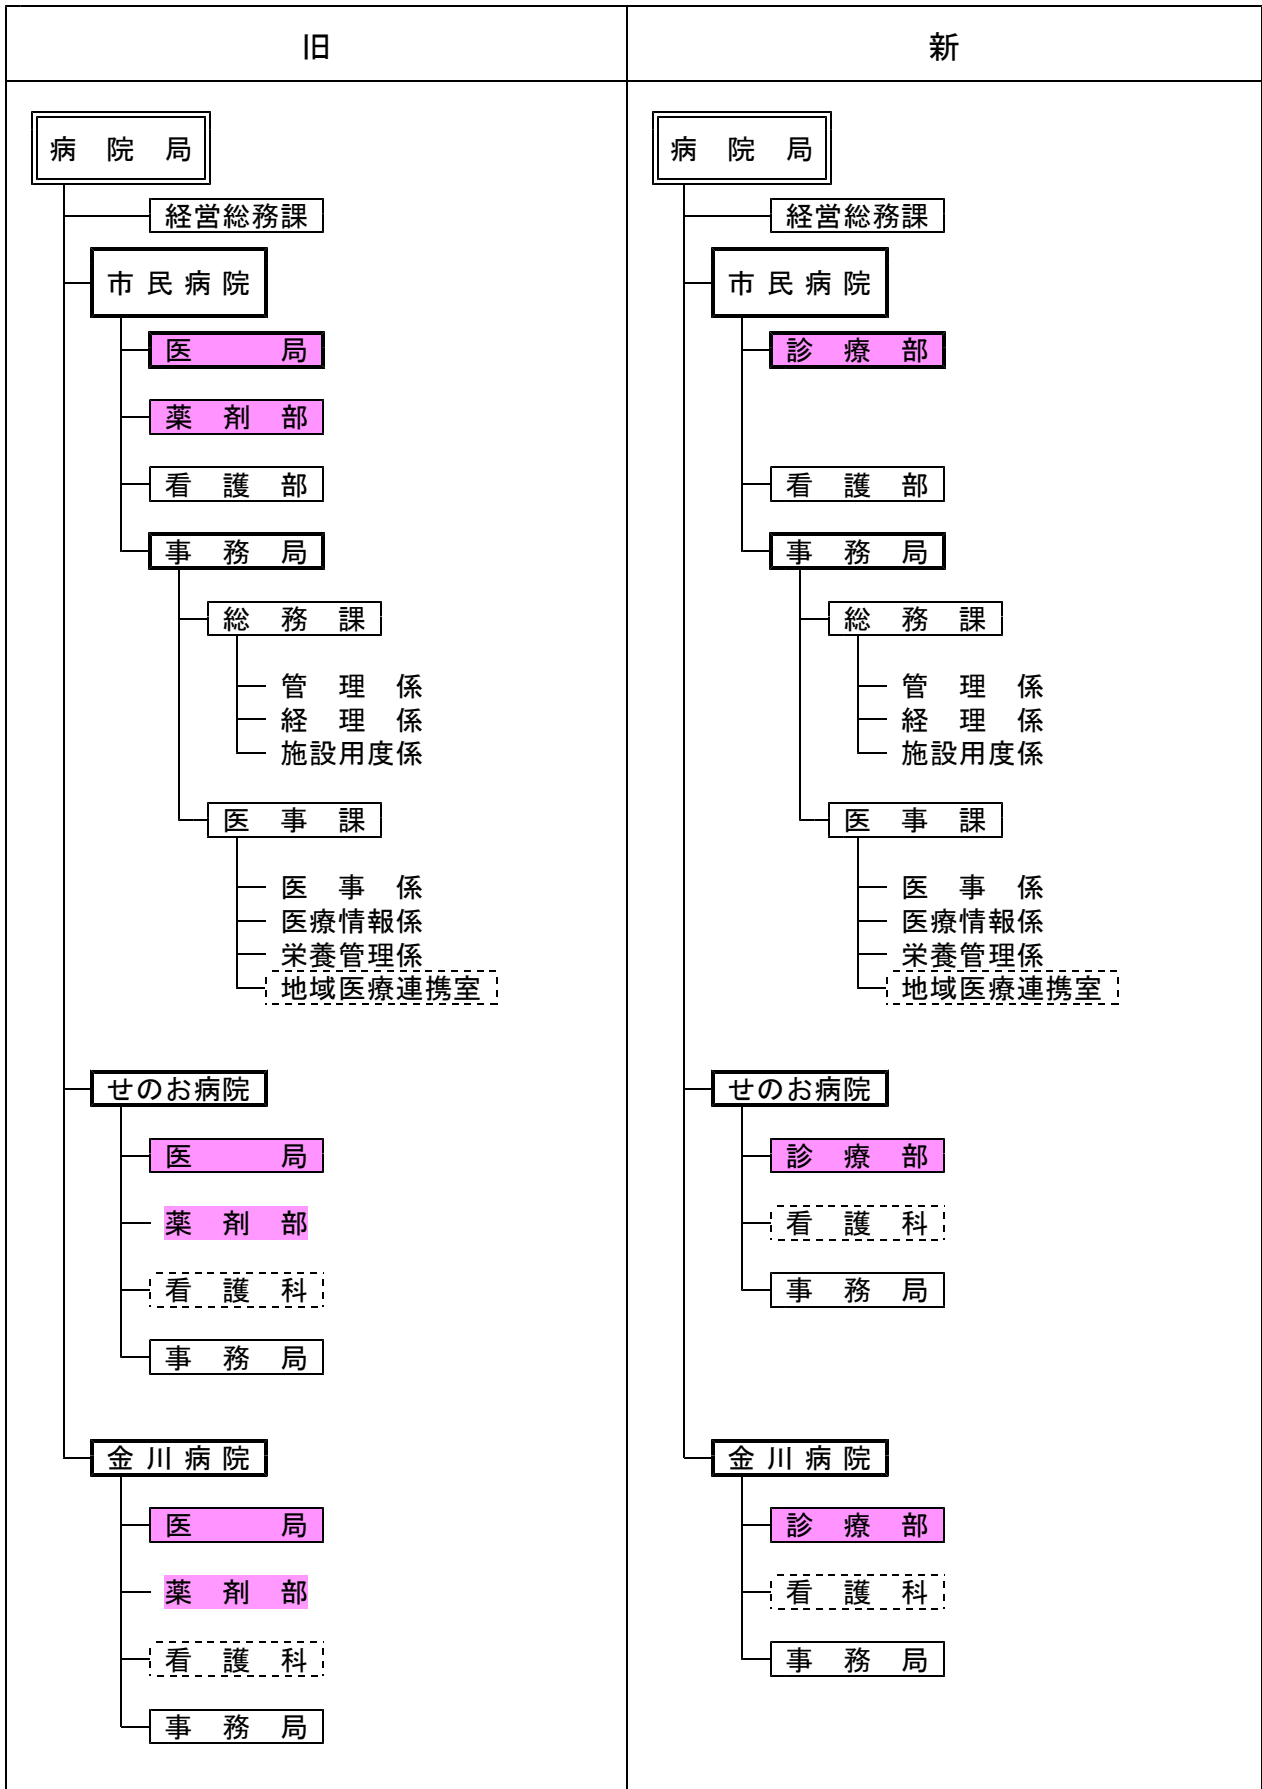 旧
新
病院局
経営総務課
市民病院
医局
薬剤部
看護部
事務局
総務課
管理係
経理係
施設用度係
医事課
医事係
医療情報係
栄養管理係
地域医療連携室
せのお病院
医局
薬剤部
看護科
事務局
金川病院
医局
薬剤部
看護科
事務局
病院局
経営総務課
市民病院
診療部
看護部
事務局
総務課
管理係
経理係
施設用度係
医事課
医事係
医療情報係
栄養管理係
地域医療連携室
せのお病院
診療部
看護科
事務局
金川病院
診療部
看護科
事務局